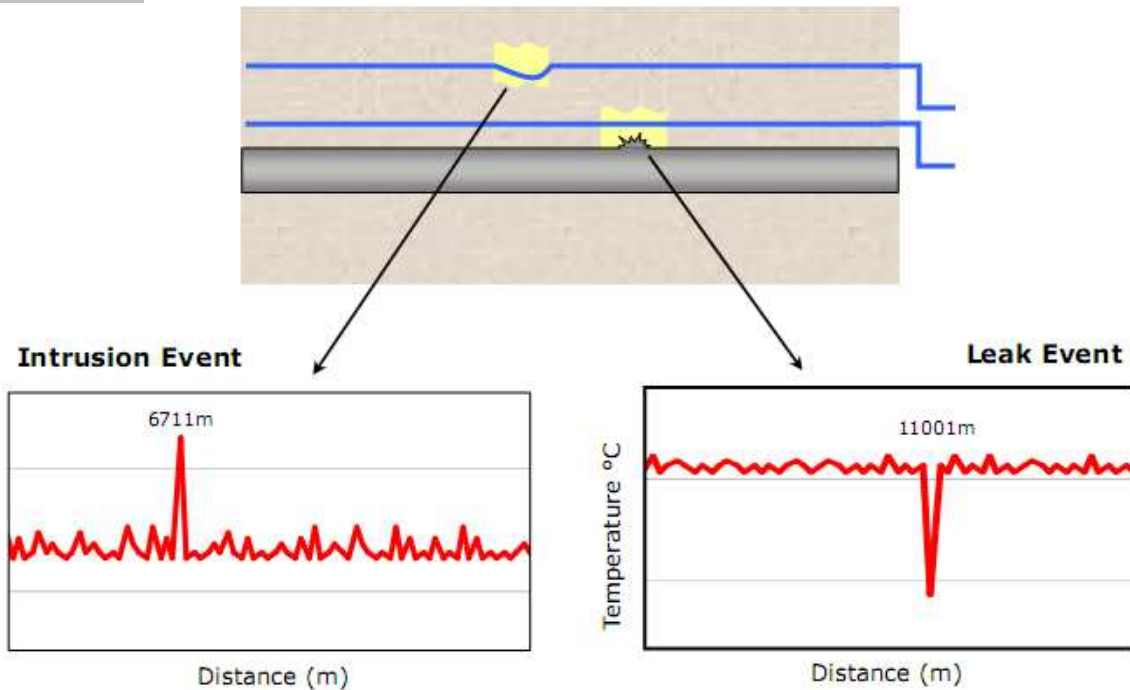 Intrusion Event
6711m
Distance (m)
Leak Event
11001m
Temperature °C
Distance (m)